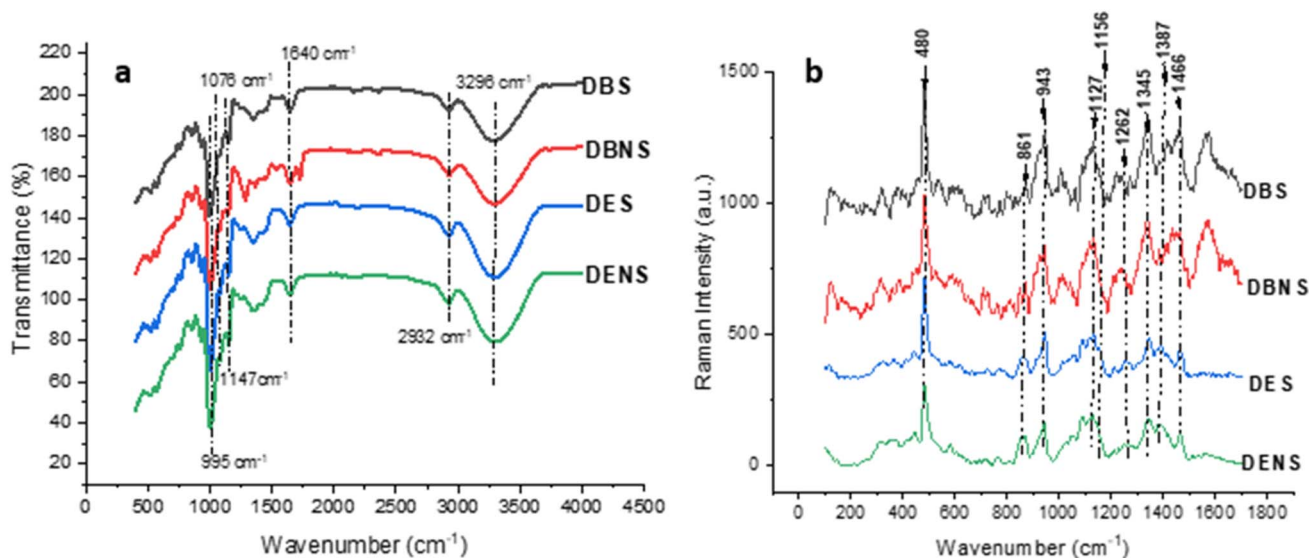 a
1076 cm-1
1640 cm-1
3296 cm-1
2932 cm-1
1147cm-1
995 cm-1
DBS
DBNS
DES
DENS
Transmittance (%)
220
200
180
160
140
120
100
80
60
40
20
0
500
1000
1500
2000
2500
3000
3500
4000
Wavenumber (cm-1)
b
480
861
943
1127
1156
1262
1345
1387
1466
DBS
DBNS
DES
DENS
Raman Intensity (a.u.)
1500
1000
500
0
0
200
400
600
800
1000
1200
1400
1600
1800
Wavenumber (cm-1)